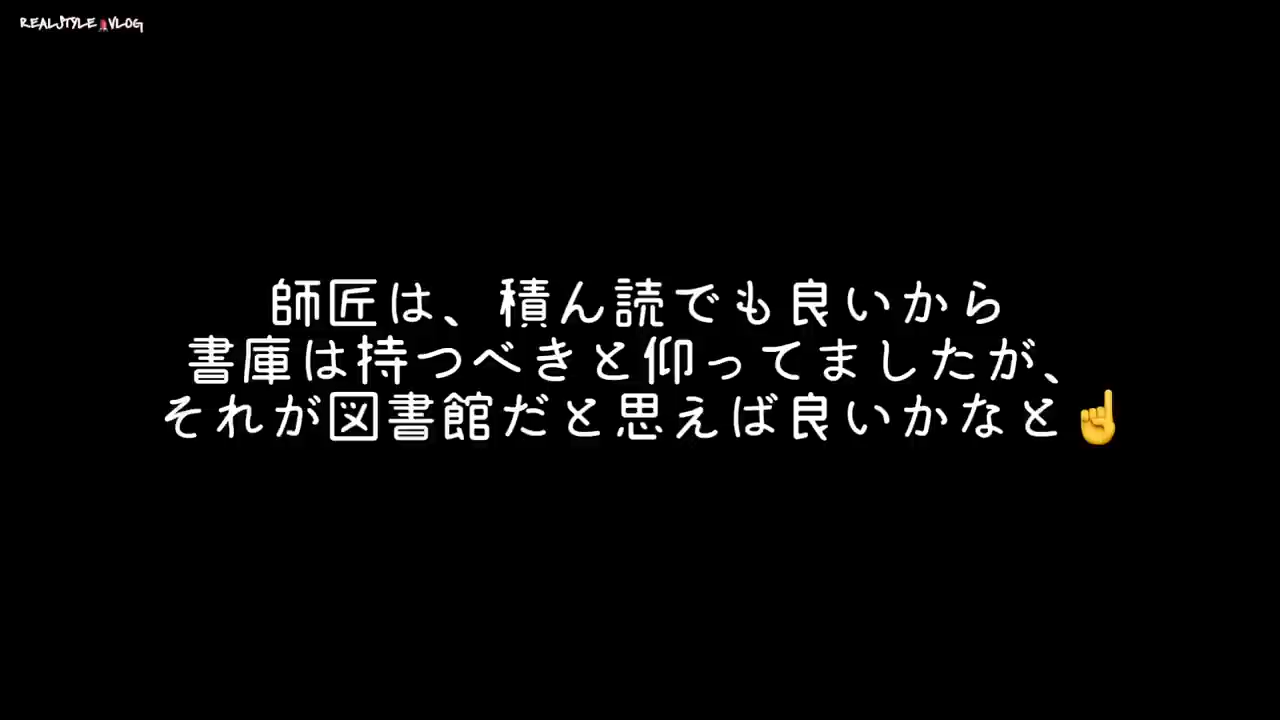 REALSTYLE VLOG
師匠は、積ん読でも良いから
書庫は持つべきと仰ってましたが、
それが図書館だと思えば良いかなと☝